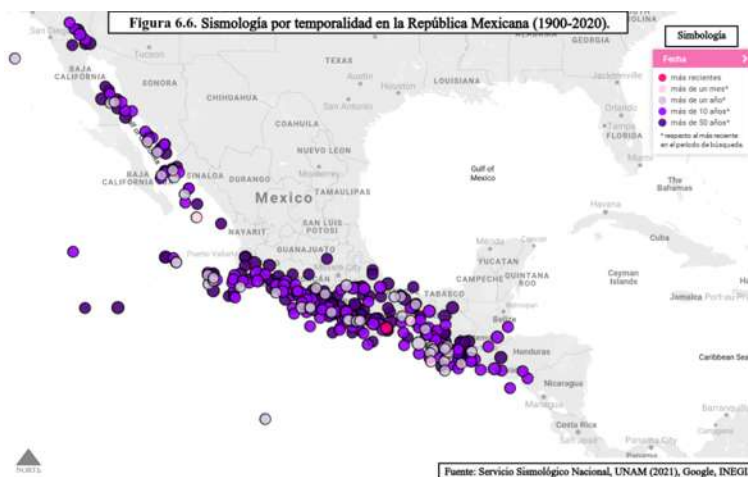 Figura 6.6. Sismología por temporalidad en la República Mexicana (1900-2020).
Simbología
Fecha
más recientes
más de un mes*
más de un año*
más de 10 años*
más de 50 años*
* respecto al más reciente
en el período de búsqueda.
San Diego
Tucson
BAJA
CALIFORNIA
SONORA
CHIHUAHUA
TEXAS
Austin
San Antonio
Houston
LOUISIANA
GEORGIA
Jacksonville
Orlando
Tampa
FLORIDA
Miami
COAHUILA
NUEVO LEON
Monterrey
BAJA
CALIFORNIA
SINALOA
DURANGO
Mexico
TAMAULIPAS
SAN LUIS
POTOSI
NAYARIT
GUANAJUATO
Puerto Vallarta
Gulf of
Mexico
The
Bahamas
Havana
Cuba
Mérida
YUCATAN
CAMPECHE
QUINTANA
ROO
TABASCO
Cayman
Islands
Jamaica
Belize
Honduras
Nicaragua
Managua
Costa Rica
San José
Panama City
Panama
Caribbean Sea
Barranquilla
Cartagena
NORTE
Fuente: Servicio Sismológico Nacional, UNAM (2021), Google, INEGI